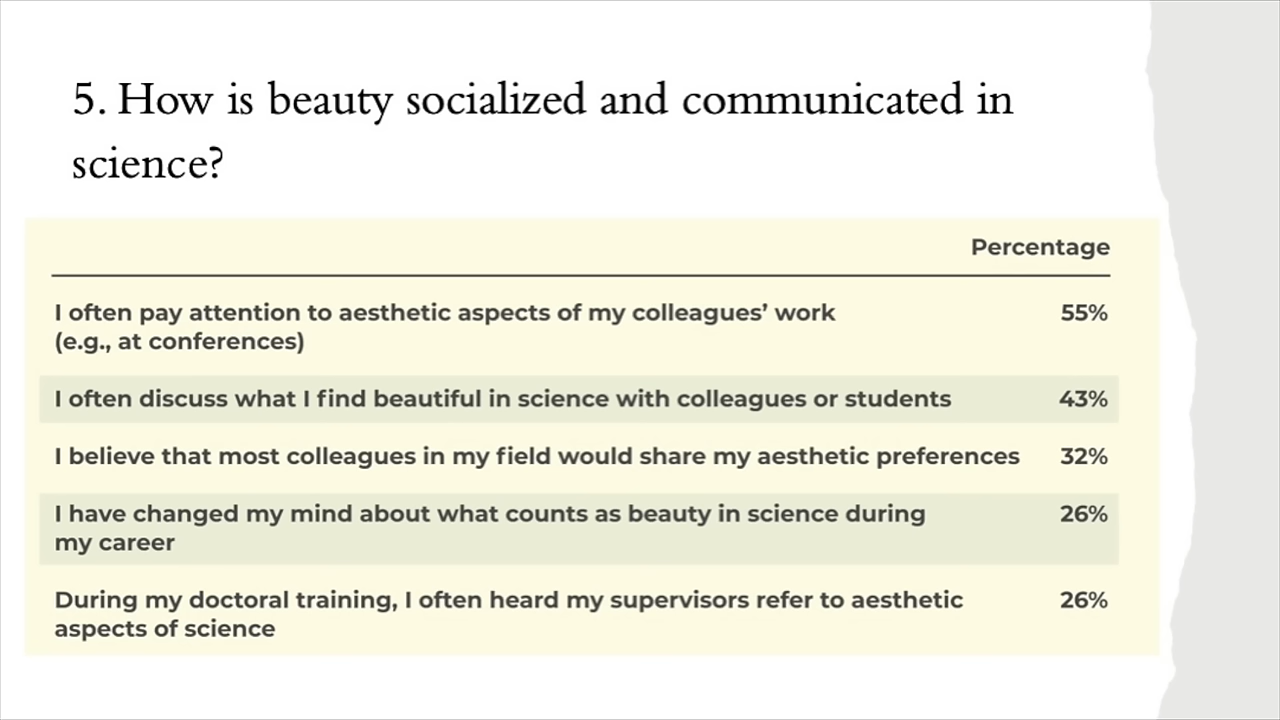 5. How is beauty socialized and communicated in
science?
Percentage
I often pay attention to aesthetic aspects of my colleagues’ work
(e.g., at conferences)
55%
I often discuss what I find beautiful in science with colleagues or students
43%
I believe that most colleagues in my field would share my aesthetic preferences
32%
I have changed my mind about what counts as beauty in science during
my career
26%
During my doctoral training, I often heard my supervisors refer to aesthetic
aspects of science
26%